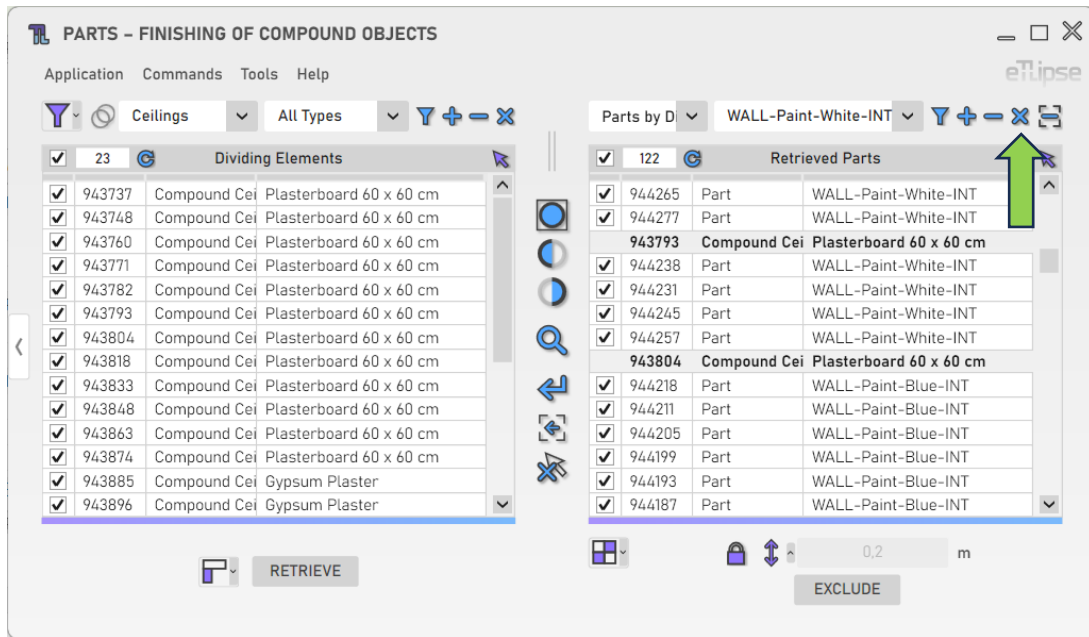 PARTS – FINISHING OF COMPOUND OBJECTS
Application Commands Tools Help
eTLipse
Ceilings All Types
Parts by Di WALL-Paint-White-INT
23 Dividing Elements
943737 Compound Cei Plasterboard 60 x 60 cm
943748 Compound Cei Plasterboard 60 x 60 cm
943760 Compound Cei Plasterboard 60 x 60 cm
943771 Compound Cei Plasterboard 60 x 60 cm
943782 Compound Cei Plasterboard 60 x 60 cm
943793 Compound Cei Plasterboard 60 x 60 cm
943804 Compound Cei Plasterboard 60 x 60 cm
943818 Compound Cei Plasterboard 60 x 60 cm
943833 Compound Cei Plasterboard 60 x 60 cm
943848 Compound Cei Plasterboard 60 x 60 cm
943863 Compound Cei Plasterboard 60 x 60 cm
943874 Compound Cei Plasterboard 60 x 60 cm
943885 Compound Cei Gypsum Plaster
943896 Compound Cei Gypsum Plaster
RETRIEVE
122 Retrieved Parts
944265 Part WALL-Paint-White-INT
944277 Part WALL-Paint-White-INT
943793 Compound Cei Plasterboard 60 x 60 cm
944238 Part WALL-Paint-White-INT
944231 Part WALL-Paint-White-INT
944245 Part WALL-Paint-White-INT
944257 Part WALL-Paint-White-INT
943804 Compound Cei Plasterboard 60 x 60 cm
944218 Part WALL-Paint-Blue-INT
944211 Part WALL-Paint-Blue-INT
944205 Part WALL-Paint-Blue-INT
944199 Part WALL-Paint-Blue-INT
944193 Part WALL-Paint-Blue-INT
944187 Part WALL-Paint-Blue-INT
0,2 m
EXCLUDE